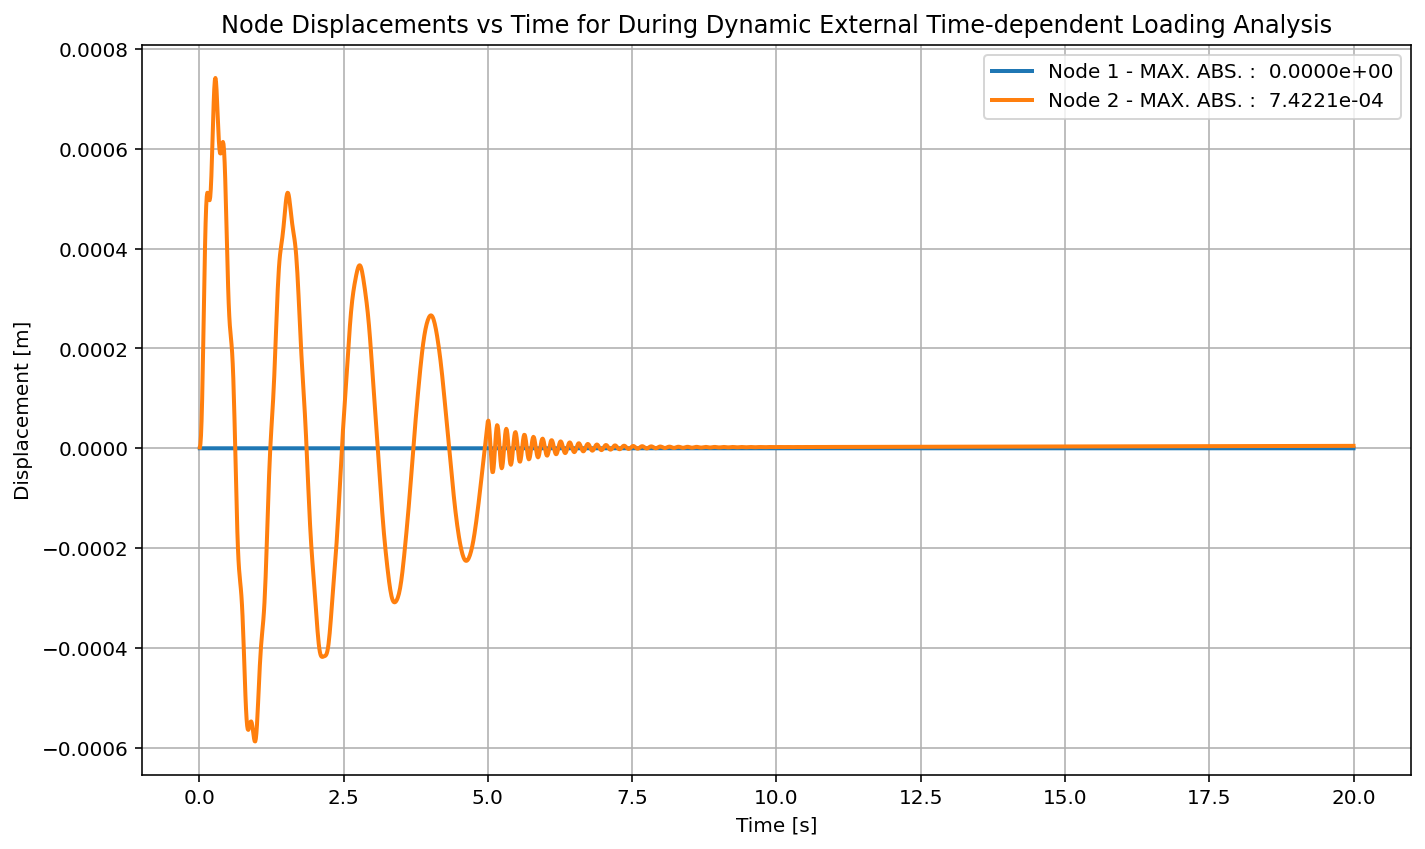 Node Displacements vs Time for During Dynamic External Time-dependent Loading Analysis
Node 1 - MAX. ABS. :  0.0000e+00
Node 2 - MAX. ABS. :  7.4221e-04
0.0008
0.0006
0.0004
0.0002
0.0000
−0.0002
−0.0004
−0.0006
Displacement [m]
0.0 2.5 5.0 7.5 10.0 12.5 15.0 17.5 20.0
Time [s]